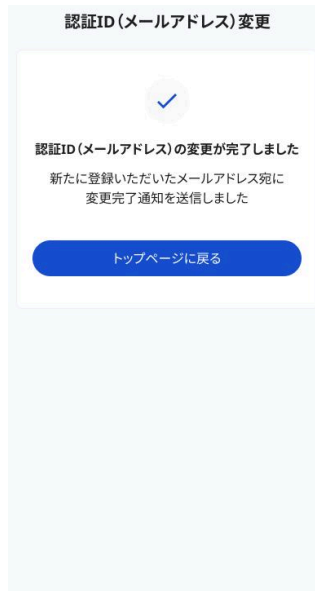 認証ID（メールアドレス）変更
認証ID（メールアドレス）の変更が完了しました
新たに登録いただいたメールアドレス宛に
変更完了通知を送信しました
トップページに戻る